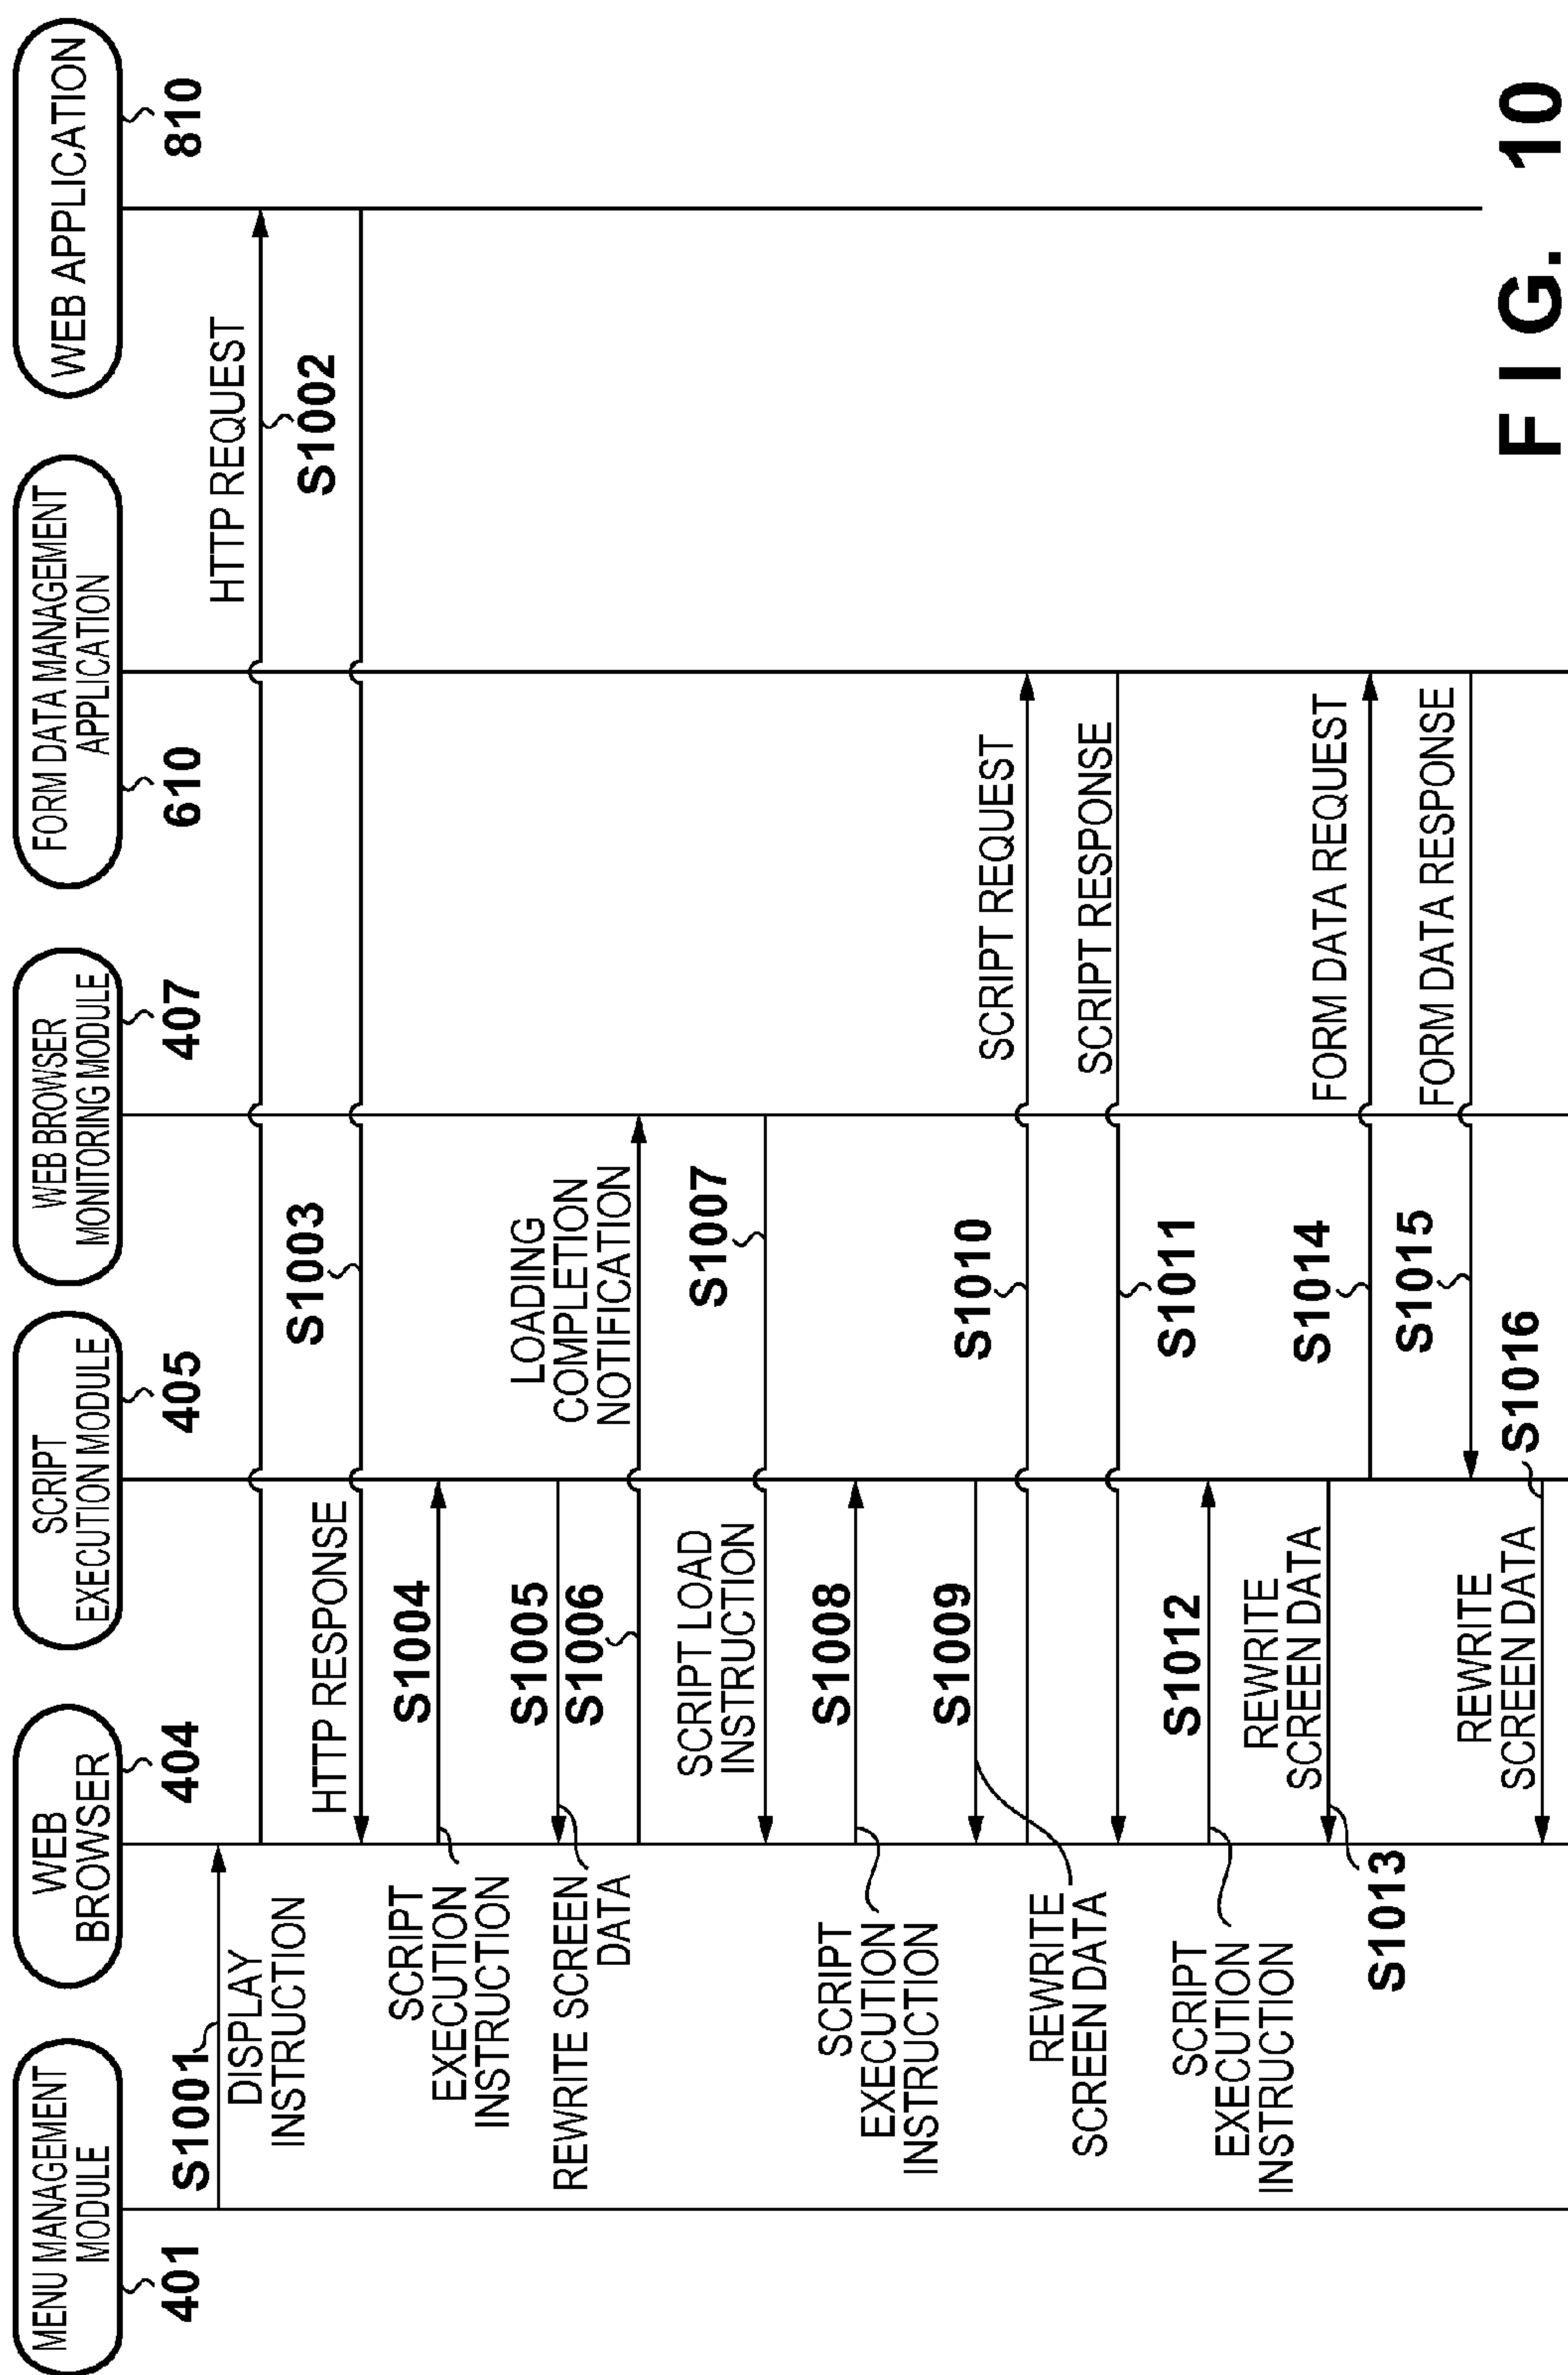 MENU MANAGEMENT
MODULE
401
WEB
BROWSER
404
SCRIPT
EXECUTION MODULE
405
WEB BROWSER
MONITORING MODULE
407
FORM DATA MANAGEMENT
APPLICATION
610
WEB APPLICATION
810
S1001
DISPLAY
INSTRUCTION
HTTP REQUEST
S1002
S1003
HTTP RESPONSE
S1004
SCRIPT
EXECUTION
INSTRUCTION
S1005
REWRITE SCREEN
DATA
S1006
LOADING
COMPLETION
NOTIFICATION
S1007
SCRIPT LOAD
INSTRUCTION
S1008
SCRIPT
EXECUTION
INSTRUCTION
S1009
REWRITE
SCREEN DATA
S1010
SCRIPT REQUEST
S1011
SCRIPT RESPONSE
S1012
SCRIPT
EXECUTION
INSTRUCTION
REWRITE
SCREEN DATA
S1013
S1014
FORM DATA REQUEST
S1015
FORM DATA RESPONSE
S1016
REWRITE
SCREEN DATA
FIG. 10